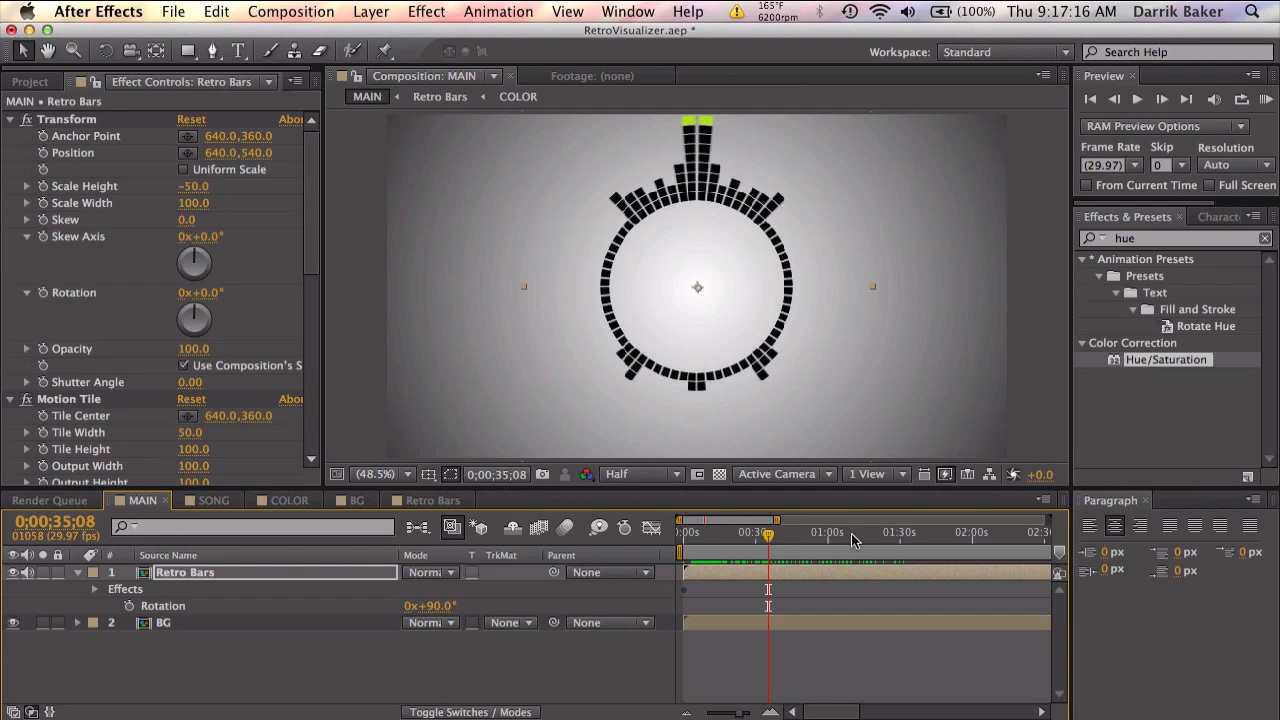 After Effects File Edit Composition Layer Effect Animation View Window Help 165°F 6200rpm (100%) Thu 9:17:16 AM Darrik Baker
RetroVisualizer.aep *
Workspace: Standard Search Help
Project Effect Controls: Retro Bars Composition: MAIN Footage: (none) Preview
MAIN • Retro Bars MAIN Retro Bars COLOR
Transform Reset Abou
Anchor Point 640.0,360.0
Position 640.0,540.0
Uniform Scale
Scale Height -50.0
Scale Width 100.0
Skew 0.0
Skew Axis 0x+0.0°
Rotation 0x+0.0°
Opacity 100.0
Use Composition's S
Shutter Angle 0.00
Motion Tile Reset Abou
Tile Center 640.0,360.0
Tile Width 50.0
Tile Height 100.0
Output Width 100.0
Output Height 100.0
RAM Preview Options
Frame Rate Skip Resolution
(29.97) 0 Auto
From Current Time Full Screen
Effects & Presets Charact
hue
* Animation Presets
Presets
Text
Fill and Stroke
Rotate Hue
Color Correction
Hue/Saturation
(48.5%) 0;00;35;08 Half Active Camera 1 View +0.0
Render Queue MAIN SONG COLOR BG Retro Bars Paragraph
0;00;35;08
01058 (29.97 fps)
0:00s 00:30s 01:00s 01:30s 02:00s 02:30
# Source Name Mode T TrkMat Parent
1 Retro Bars Norma None
Effects
Rotation 0x+90.0°
2 BG Norma None None
0 px 0 px 0 px
0 px 0 px
Toggle Switches / Modes